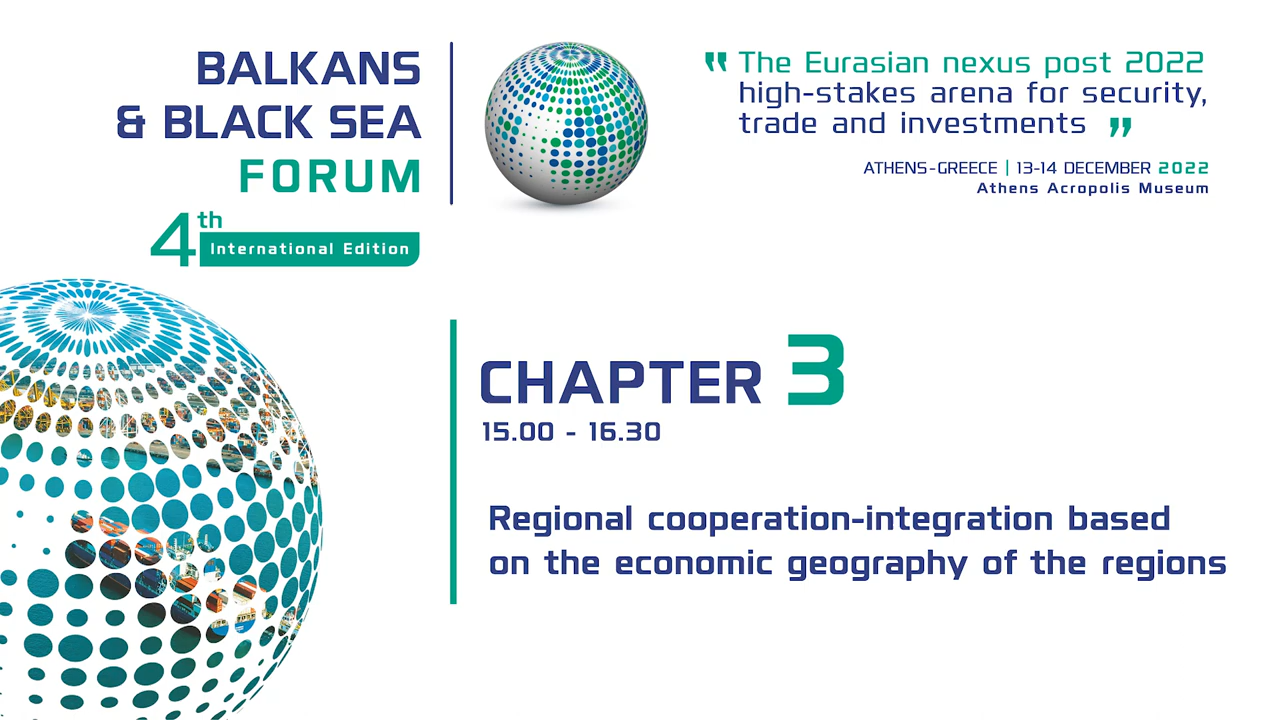 BALKANS
& BLACK SEA
FORUM
4th
International Edition
"The Eurasian nexus post 2022
high-stakes arena for security,
trade and investments"
ATHENS-GREECE | 13-14 DECEMBER 2022
Athens Acropolis Museum
CHAPTER 3
15.00 - 16.30
Regional cooperation-integration based
on the economic geography of the regions